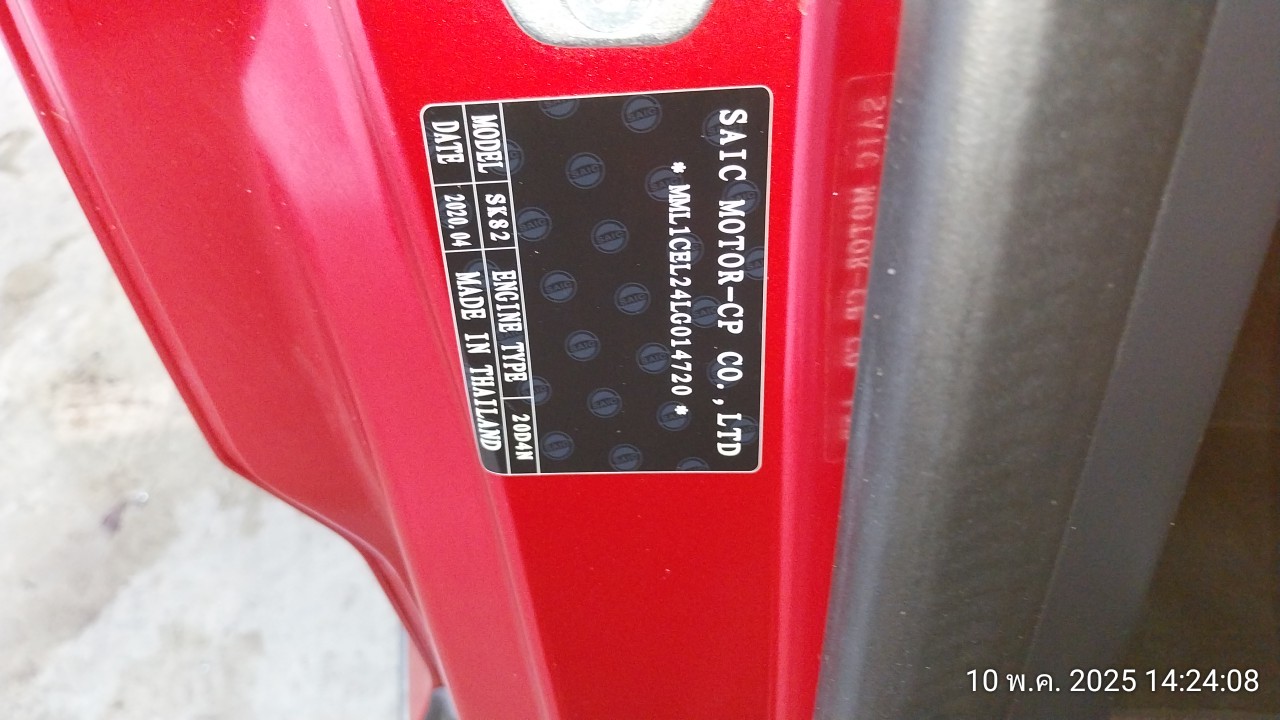 SAIC MOTOR-CP CO.,LTD
* MML1CEL24LG014720 *
MODEL SK82 ENGINE TYPE 20D4N
DATE 2020.04 MADE IN THAILAND
10 พ.ค. 2025 14:24:08